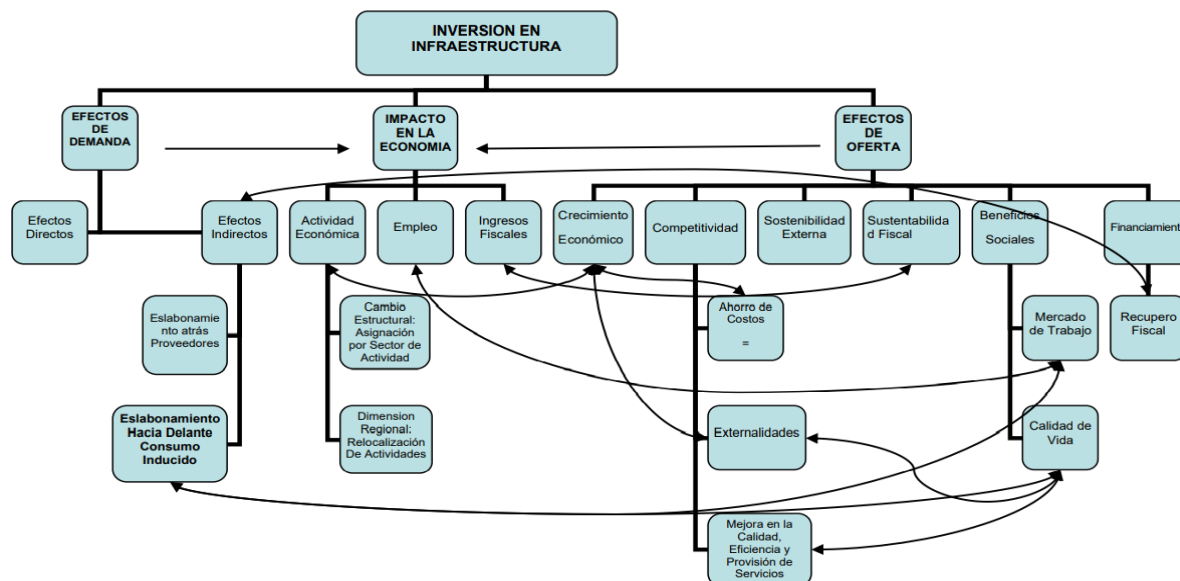 INVERSION EN
INFRAESTRUCTURA
EFECTOS
DE
DEMANDA
IMPACTO
EN LA
ECONOMIA
EFECTOS
DE
OFERTA
Efectos
Directos
Efectos
Indirectos
Actividad
Económica
Empleo
Ingresos
Fiscales
Crecimiento
Económico
Competitividad
Sostenibilidad
Externa
Sustentabilida
d Fiscal
Beneficios
Sociales
Financiamient
Eslabonamie
nto atrás
Proveedores
Cambio
Estructural:
Asignación
por Sector de
Actividad
Ahorro de
Costos
=
Mercado
de Trabajo
Recupero
Fiscal
Eslabonamiento
Hacia Delante
Consumo
Inducido
Dimension
Regional:
Relocalización
De Actividades
Externalidades
Calidad de
Vida
Mejora en la
Calidad,
Eficiencia y
Provisión de
Servicios